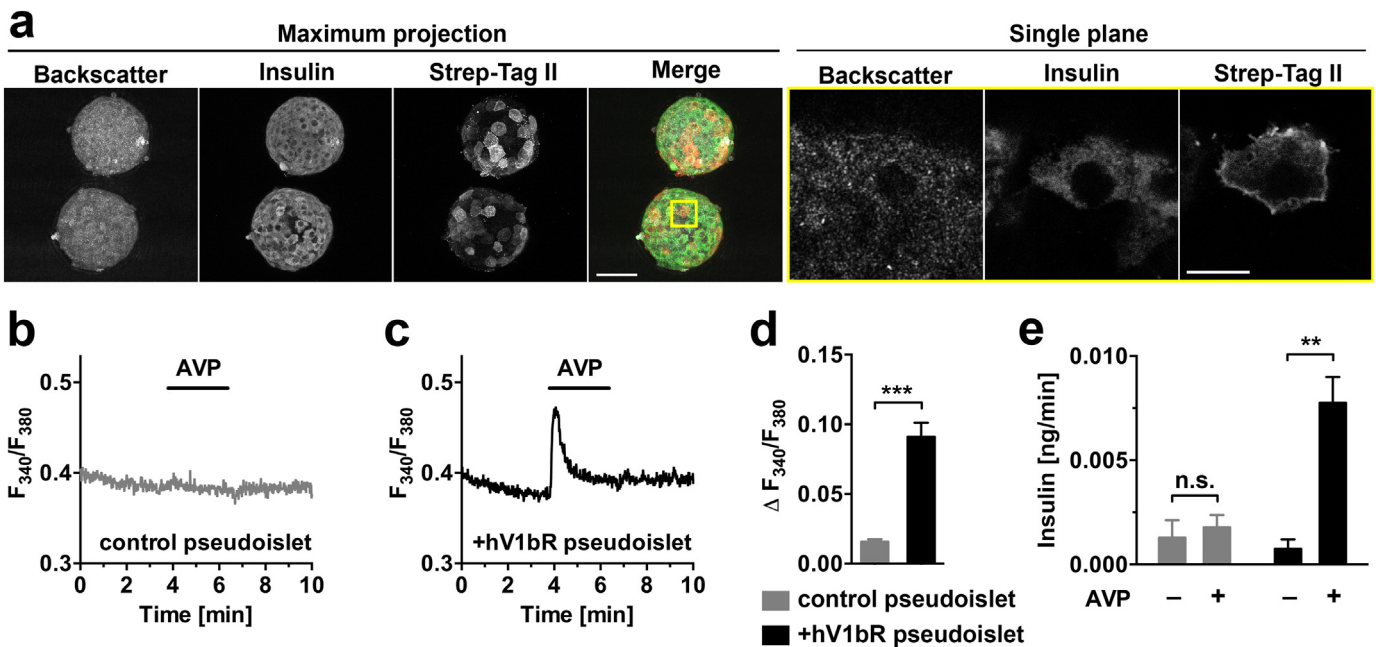 a
Maximum projection
Single plane
Backscatter Insulin Strep-Tag II Merge
Backscatter Insulin Strep-Tag II
b
AVP
0.5
0.4
0.3
F340/F380
control pseudoislet
0 2 4 6 8 10
Time [min]
c
AVP
0.5
0.4
0.3
F340/F380
+hV1bR pseudoislet
0 2 4 6 8 10
Time [min]
d
0.15
0.10
0.05
0.00
Δ F340/F380
***
control pseudoislet
+hV1bR pseudoislet
e
0.010
0.005
0.000
Insulin [ng/min]
n.s.
**
AVP – + – +